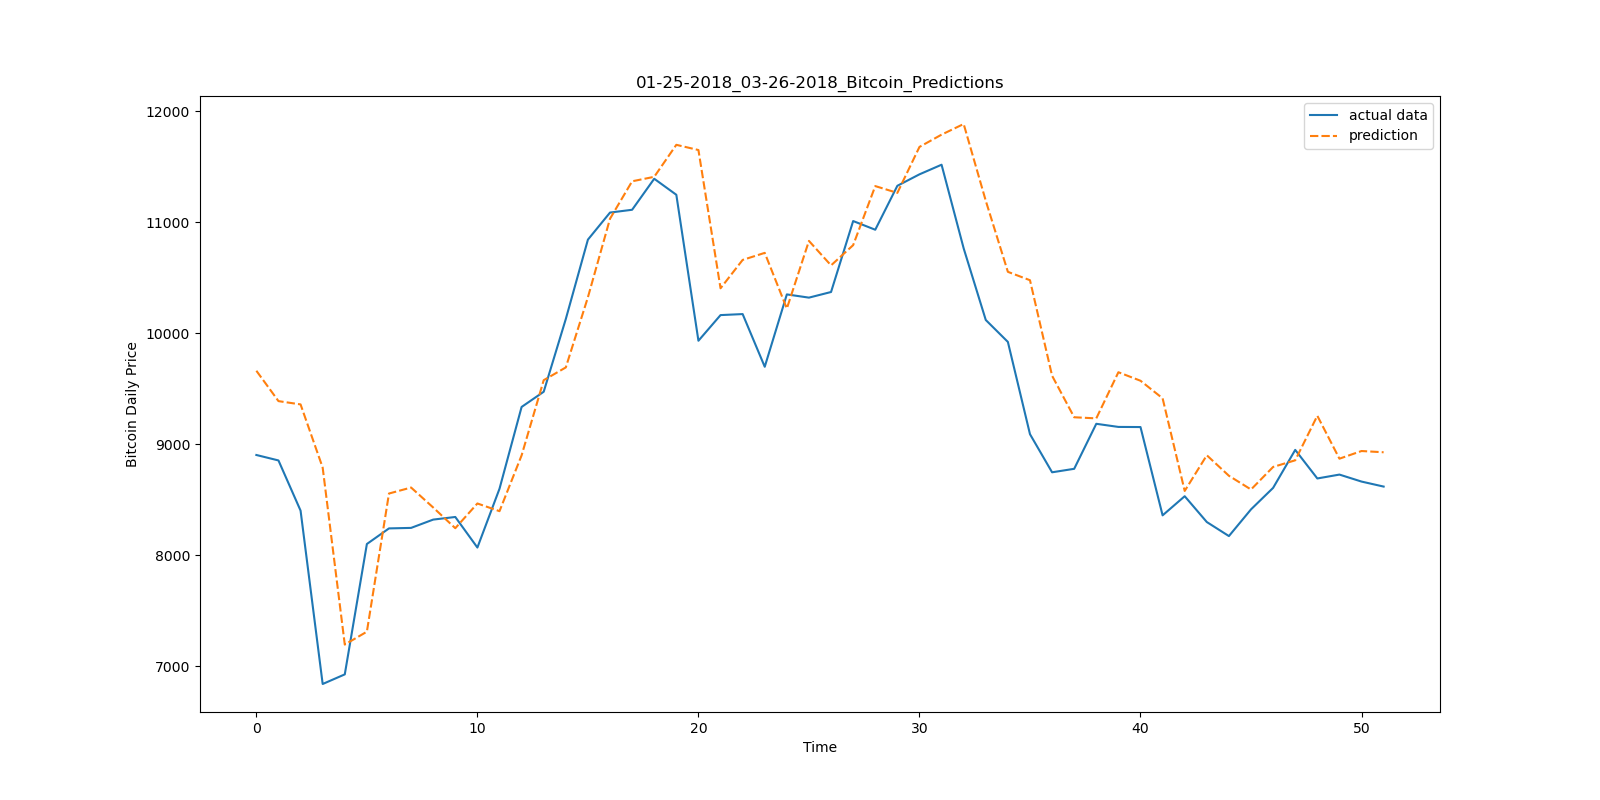 01-25-2018_03-26-2018_Bitcoin_Predictions
actual data
prediction
Bitcoin Daily Price
12000
11000
10000
9000
8000
7000
0 10 20 30 40 50
Time